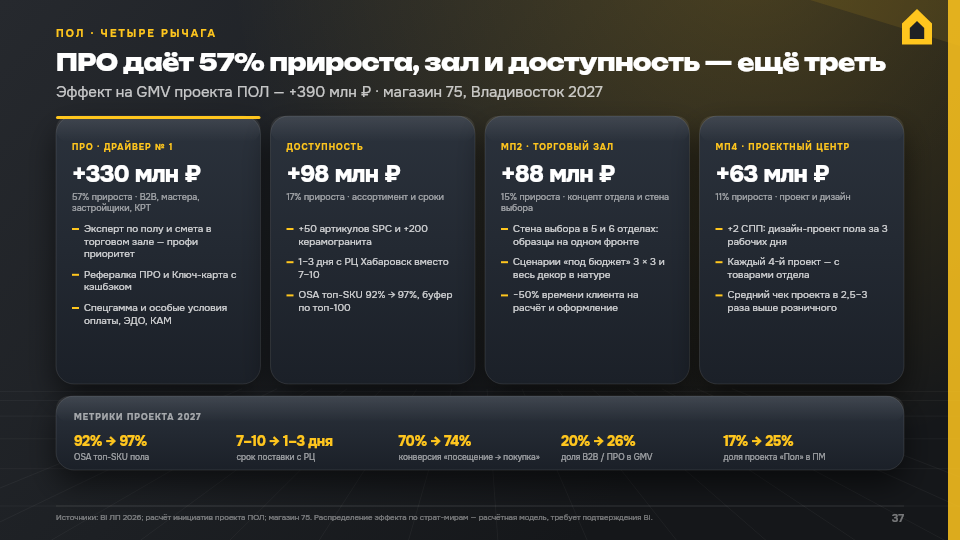 ПОЛ · ЧЕТЫРЕ РЫЧАГА
ПРО даёт 57% прироста, зал и доступность — ещё треть
Эффект на GMV проекта ПОЛ — +390 млн ₽ · магазин 75, Владивосток 2027
ПРО · ДРАЙВЕР № 1
+330 млн ₽
57% прироста · B2B, мастера,
застройщики, КРТ
Эксперт по полу и смета в
торговом зале — профи
приоритет
Рефералка ПРО и Ключ-карта с
кэшбэком
Спецгамма и особые условия
оплаты, ЭДО, КАМ
ДОСТУПНОСТЬ
+98 млн ₽
17% прироста · ассортимент и сроки
+50 артикулов SPC и +200
керамогранита
1–3 дня с РЦ Хабаровск вместо
7–10
OSA топ-SKU 92% → 97%, буфер
по топ-100
МП2 · ТОРГОВЫЙ ЗАЛ
+88 млн ₽
15% прироста · концепт отдела и стена
выбора
Стена выбора в 5 и 6 отделах:
образцы на одном фронте
Сценарии «под бюджет» 3 × 3 и
весь декор в натуре
−50% времени клиента на
расчёт и оформление
МП4 · ПРОЕКТНЫЙ ЦЕНТР
+63 млн ₽
11% прироста · проект и дизайн
+2 СПП: дизайн-проект пола за 3
рабочих дня
Каждый 4-й проект — с
товарами отдела
Средний чек проекта в 2,5–3
раза выше розничного
МЕТРИКИ ПРОЕКТА 2027
92% → 97%
OSA топ-SKU пола
7–10 → 1–3 дня
срок поставки с РЦ
70% → 74%
конверсия «посещение → покупка»
20% → 26%
доля B2B / ПРО в GMV
17% → 25%
доля проекта «Пол» в ПМ
Источники: BI ЛП 2026; расчёт инициатив проекта ПОЛ; магазин 75. Распределение эффекта по страт-мирам — расчётная модель, требует подтверждения BI.
37